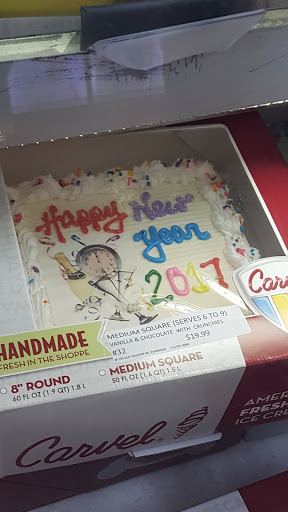 Happy New
Year
2017
Car
HANDMADE
FRESH IN THE SHOPPE
MEDIUM SQUARE (SERVES 6 TO 9)
VANILLA & CHOCOLATE WITH CRUNCHIES
#32
$19.99
8" ROUND
60 FL OZ (1.9 QT) 1.8 L
MEDIUM SQUARE
50 FL OZ (1.6 QT) 1.5 L
Carvel
AMER
FRESH
ICE CR